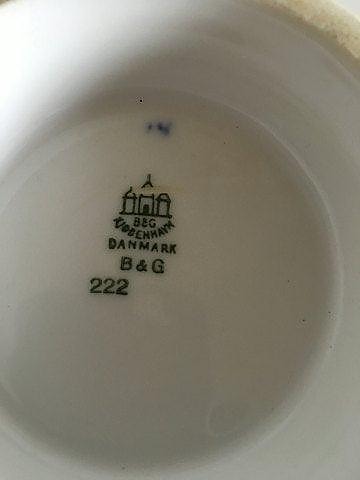 B&G
KJØBENHAVN
DANMARK
B & G
222